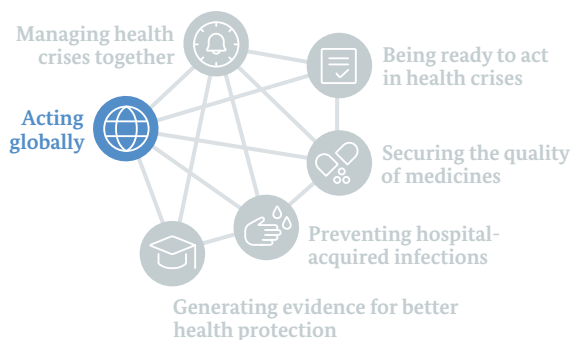 Managing health
crises together
Being ready to act
in health crises
Acting
globally
Securing the quality
of medicines
Preventing hospital-
acquired infections
Generating evidence for better
health protection